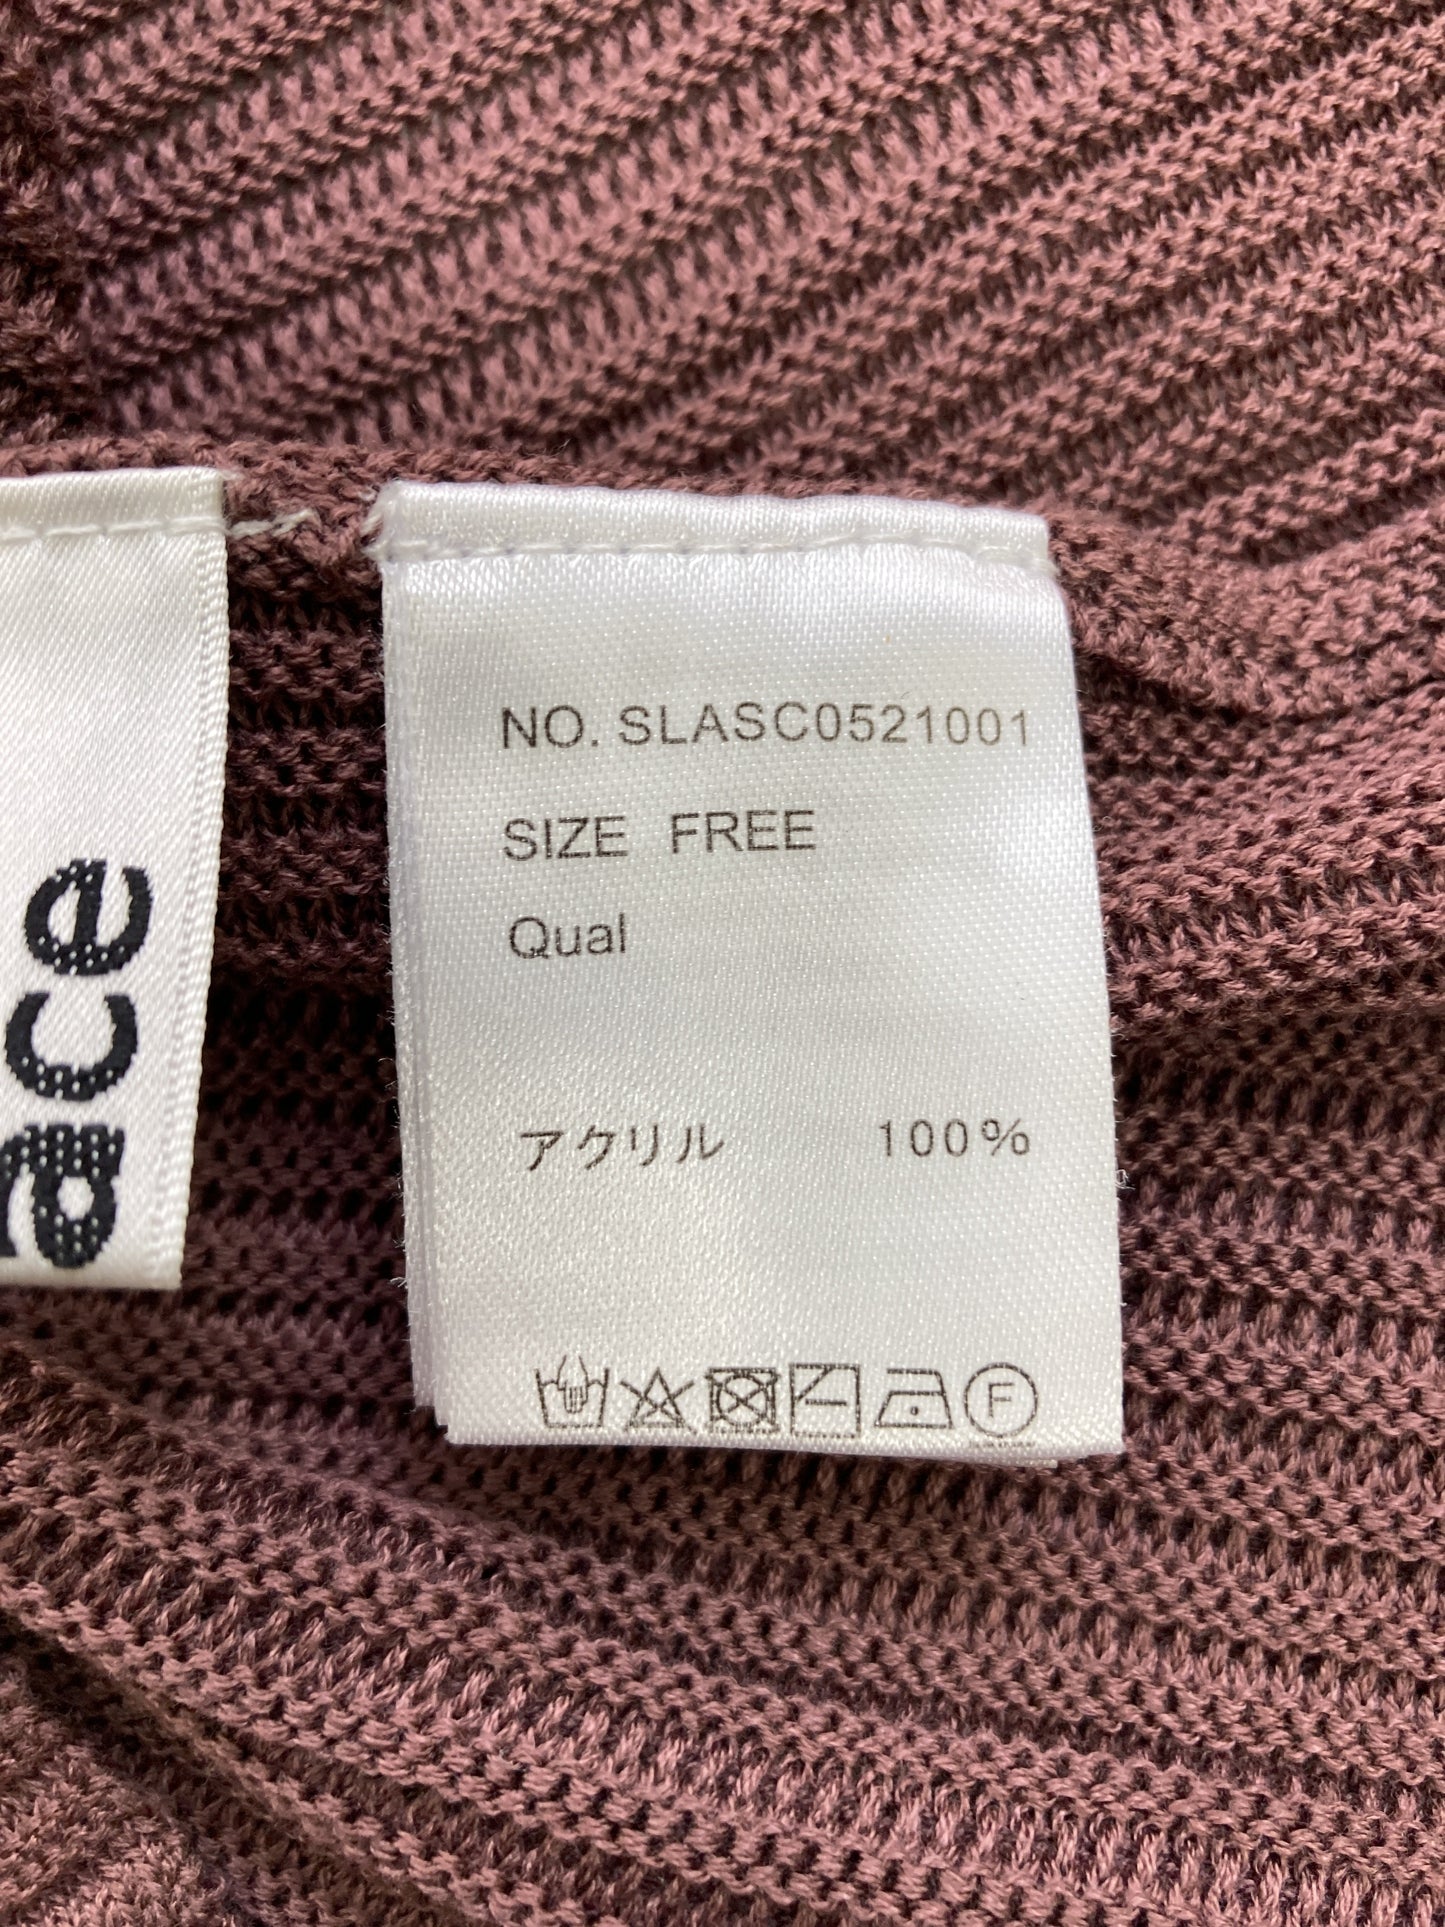 ace
NO. SLASC0521001
SIZE FREE
Qual
アクリル 100%
F